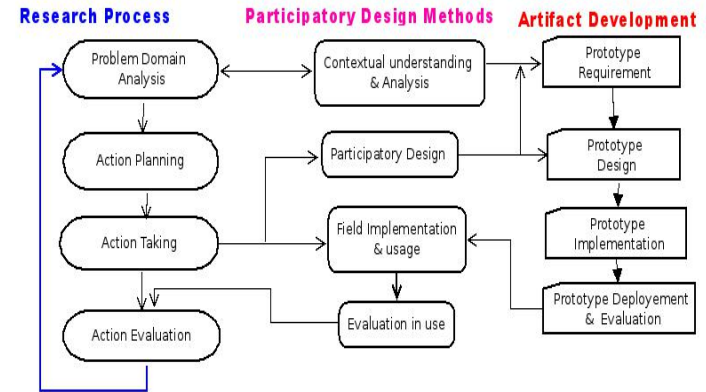 Research Process
Participatory Design Methods
Artifact Development
Problem Domain
Analysis
Contextual understanding
& Analysis
Prototype
Requirement
Action Planning
Participatory Design
Prototype
Design
Action Taking
Field Implementation
& usage
Prototype
Implementation
Action Evaluation
Evaluation in use
Prototype Deployement
& Evaluation